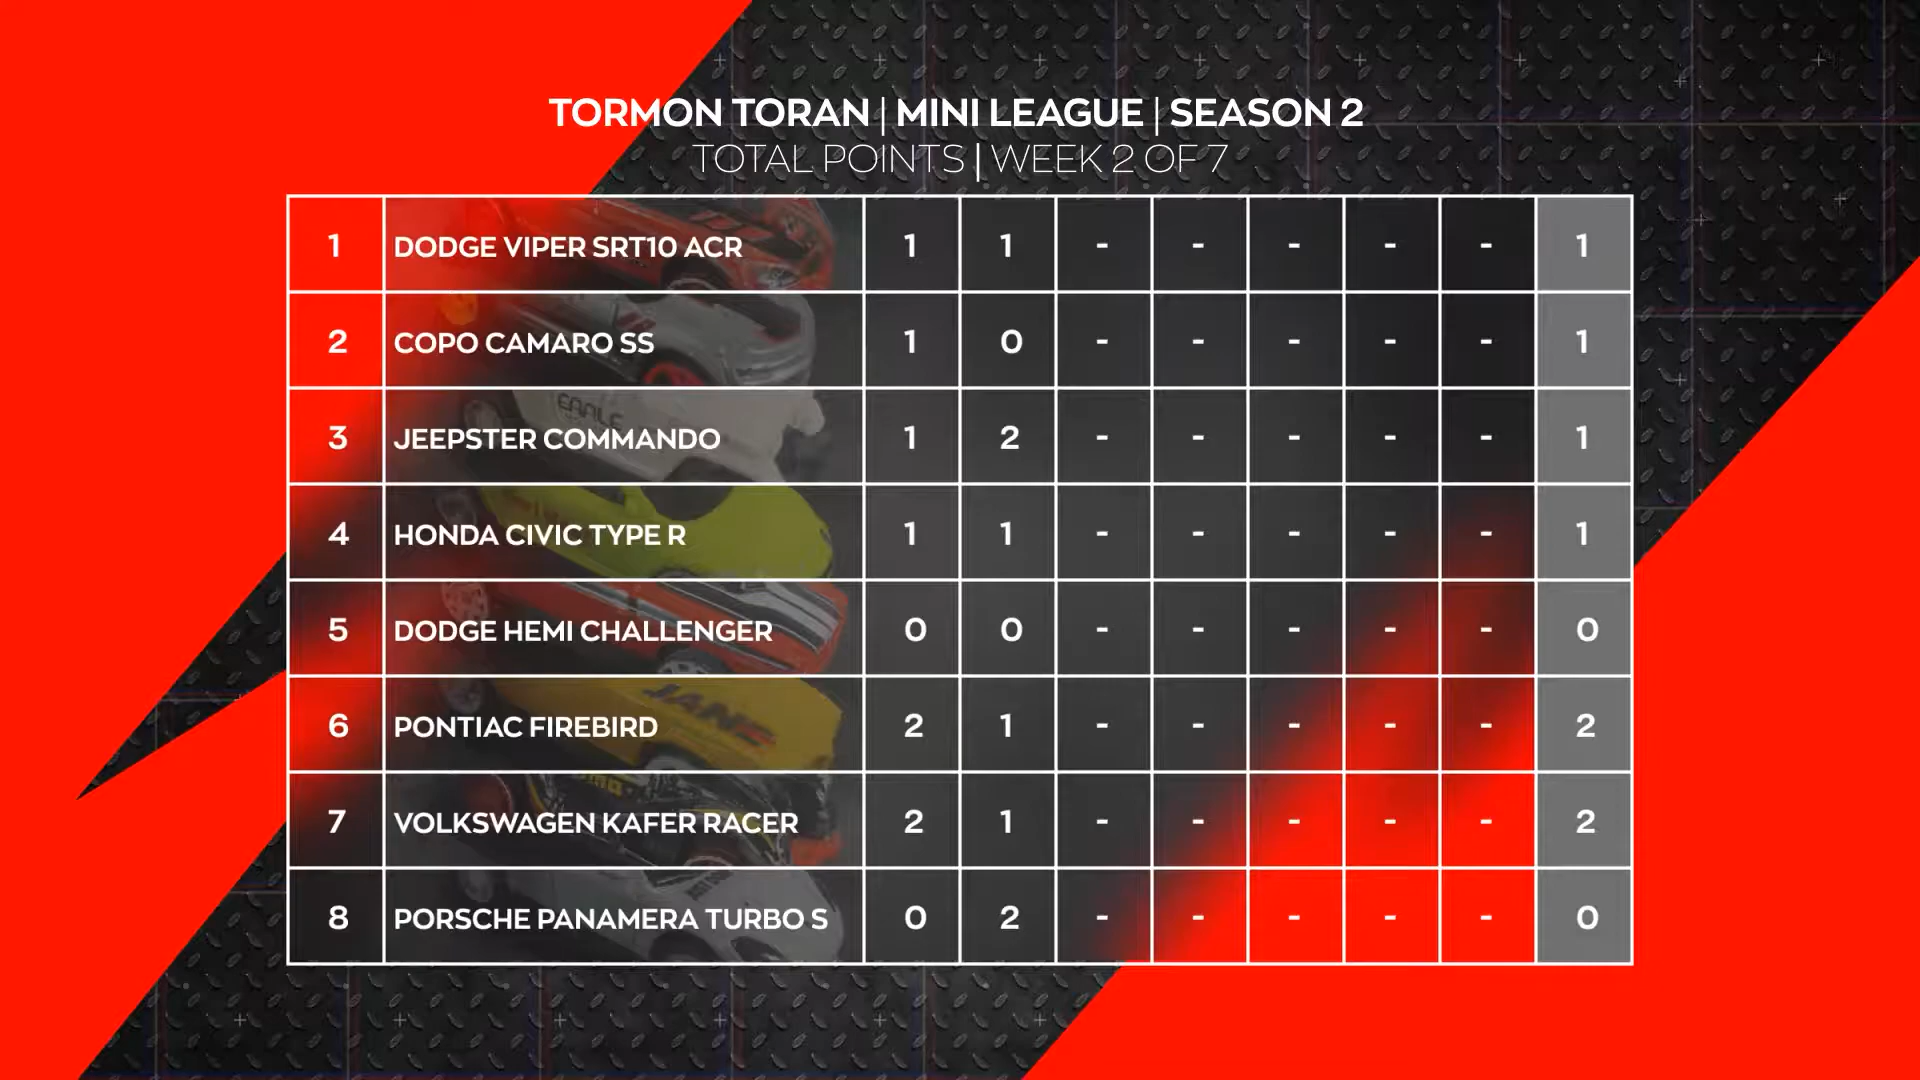 TORMON TORAN | MINI LEAGUE | SEASON 2
TOTAL POINTS | WEEK 2 OF 7
1 DODGE VIPER SRT10 ACR 1 1 - - - - - 1
2 COPO CAMARO SS 1 0 - - - - - 1
EAGLE
3 JEEPSTER COMMANDO 1 2 - - - - - 1
4 HONDA CIVIC TYPE R 1 1 - - - - - 1
5 DODGE HEMI CHALLENGER 0 0 - - - - - 0
6 PONTIAC FIREBIRD 2 1 - - - - - 2
7 VOLKSWAGEN KAFER RACER 2 1 - - - - - 2
8 PORSCHE PANAMERA TURBO S 0 2 - - - - - 0